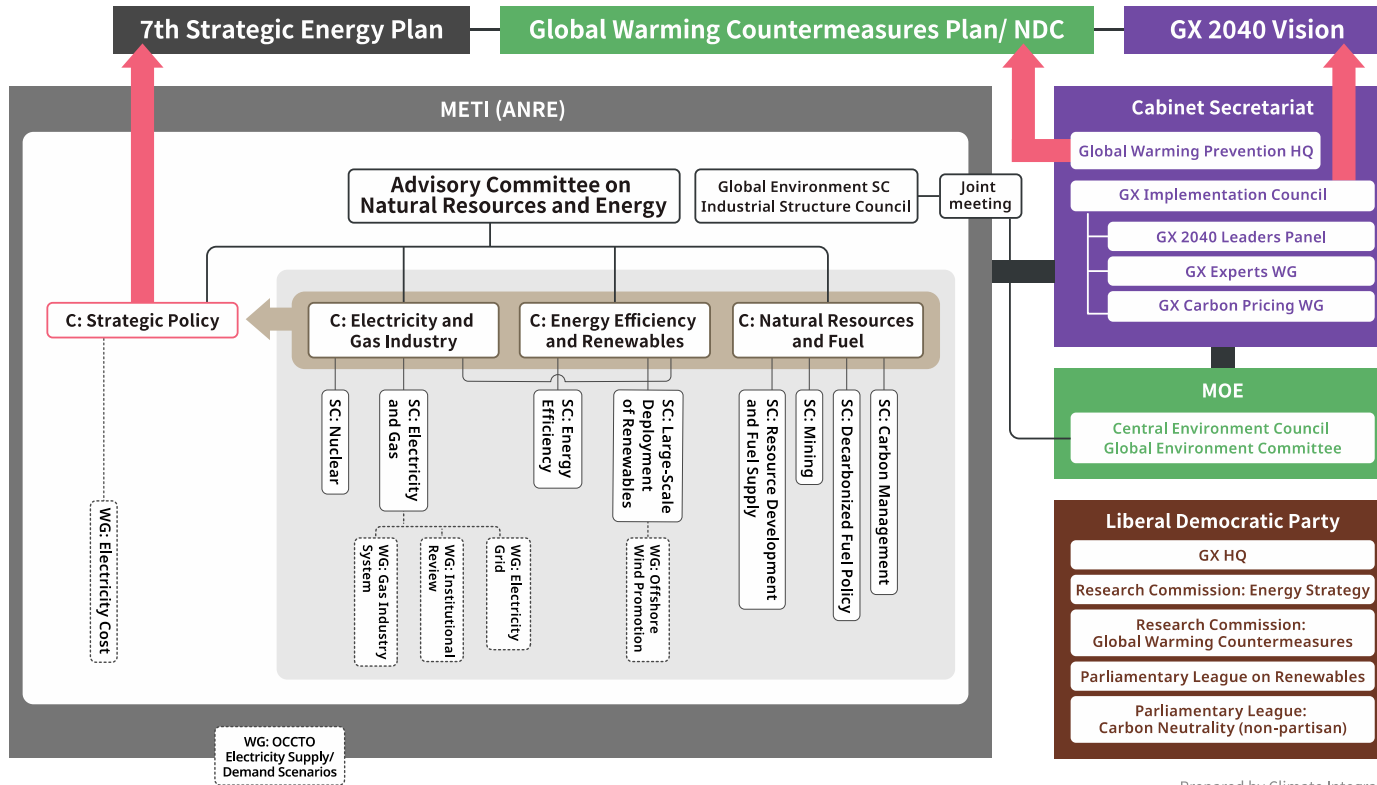 7th Strategic Energy Plan
Global Warming Countermeasures Plan/ NDC
GX 2040 Vision
METI (ANRE)
Advisory Committee on
Natural Resources and Energy
Global Environment SC
Industrial Structure Council
Joint
meeting
C: Strategic Policy
C: Electricity and
Gas Industry
C: Energy Efficiency
and Renewables
C: Natural Resources
and Fuel
SC: Nuclear
SC: Electricity
and Gas
SC: Energy
Efficiency
SC: Large-Scale
Deployment
of Renewables
SC: Resource Development
and Fuel Supply
SC: Mining
SC: Decarbonized Fuel Policy
SC: Carbon Management
WG: Electricity Cost
WG: Gas Industry
System
WG: Institutional
Review
WG: Electricity
Grid
WG: Offshore
Wind Promotion
WG: OCCTO
Electricity Supply/
Demand Scenarios
Cabinet Secretariat
Global Warming Prevention HQ
GX Implementation Council
GX 2040 Leaders Panel
GX Experts WG
GX Carbon Pricing WG
MOE
Central Environment Council
Global Environment Committee
Liberal Democratic Party
GX HQ
Research Commission: Energy Strategy
Research Commission:
Global Warming Countermeasures
Parliamentary League on Renewables
Parliamentary League:
Carbon Neutrality (non-partisan)
Prepared by Climate